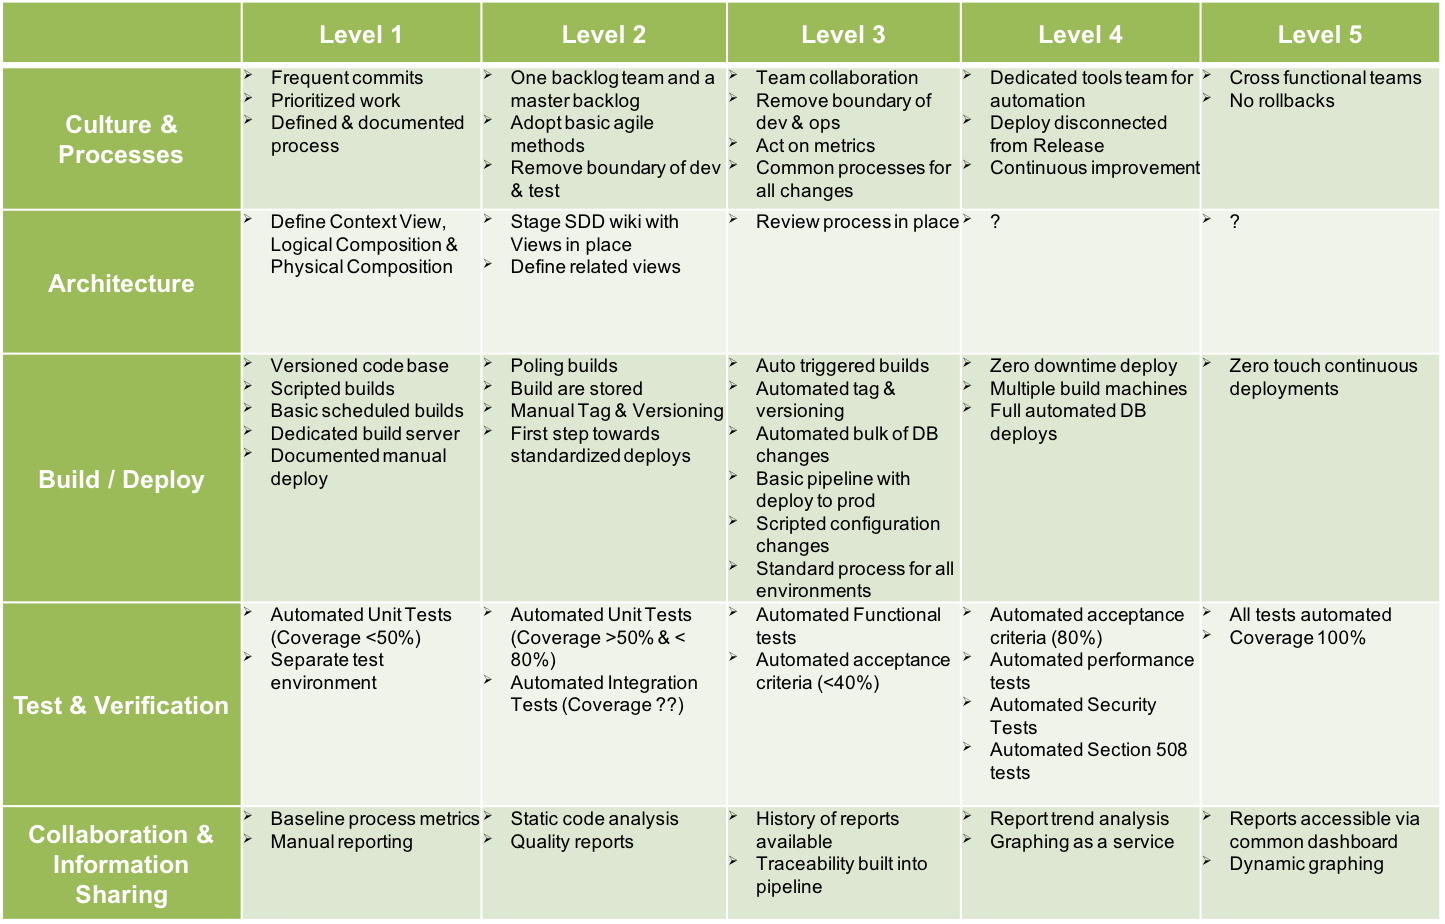 Level 1
Level 2
Level 3
Level 4
Level 5
Culture &
Processes
Frequent commits
Prioritized work
Defined & documented
process
One backlog team and a
master backlog
Adopt basic agile
methods
Remove boundary of dev
& test
Team collaboration
Remove boundary of
dev & ops
Act on metrics
Common processes for
all changes
Dedicated tools team for
automation
Deploy disconnected
from Release
Continuous improvement
Cross functional teams
No rollbacks
Architecture
Define Context View,
Logical Composition &
Physical Composition
Stage SDD wiki with
Views in place
Define related views
Review process in place
?
?
Build / Deploy
Versioned code base
Scripted builds
Basic scheduled builds
Dedicated build server
Documented manual
deploy
Poling builds
Build are stored
Manual Tag & Versioning
First step towards
standardized deploys
Auto triggered builds
Automated tag &
versioning
Automated bulk of DB
changes
Basic pipeline with
deploy to prod
Scripted configuration
changes
Standard process for all
environments
Zero downtime deploy
Multiple build machines
Full automated DB
deploys
Zero touch continuous
deployments
Test & Verification
Automated Unit Tests
(Coverage <50%)
Separate test
environment
Automated Unit Tests
(Coverage >50% & <
80%)
Automated Integration
Tests (Coverage ??)
Automated Functional
tests
Automated acceptance
criteria (<40%)
Automated acceptance
criteria (80%)
Automated performance
tests
Automated Security
Tests
Automated Section 508
tests
All tests automated
Coverage 100%
Collaboration &
Information
Sharing
Baseline process metrics
Manual reporting
Static code analysis
Quality reports
History of reports
available
Traceability built into
pipeline
Report trend analysis
Graphing as a service
Reports accessible via
common dashboard
Dynamic graphing